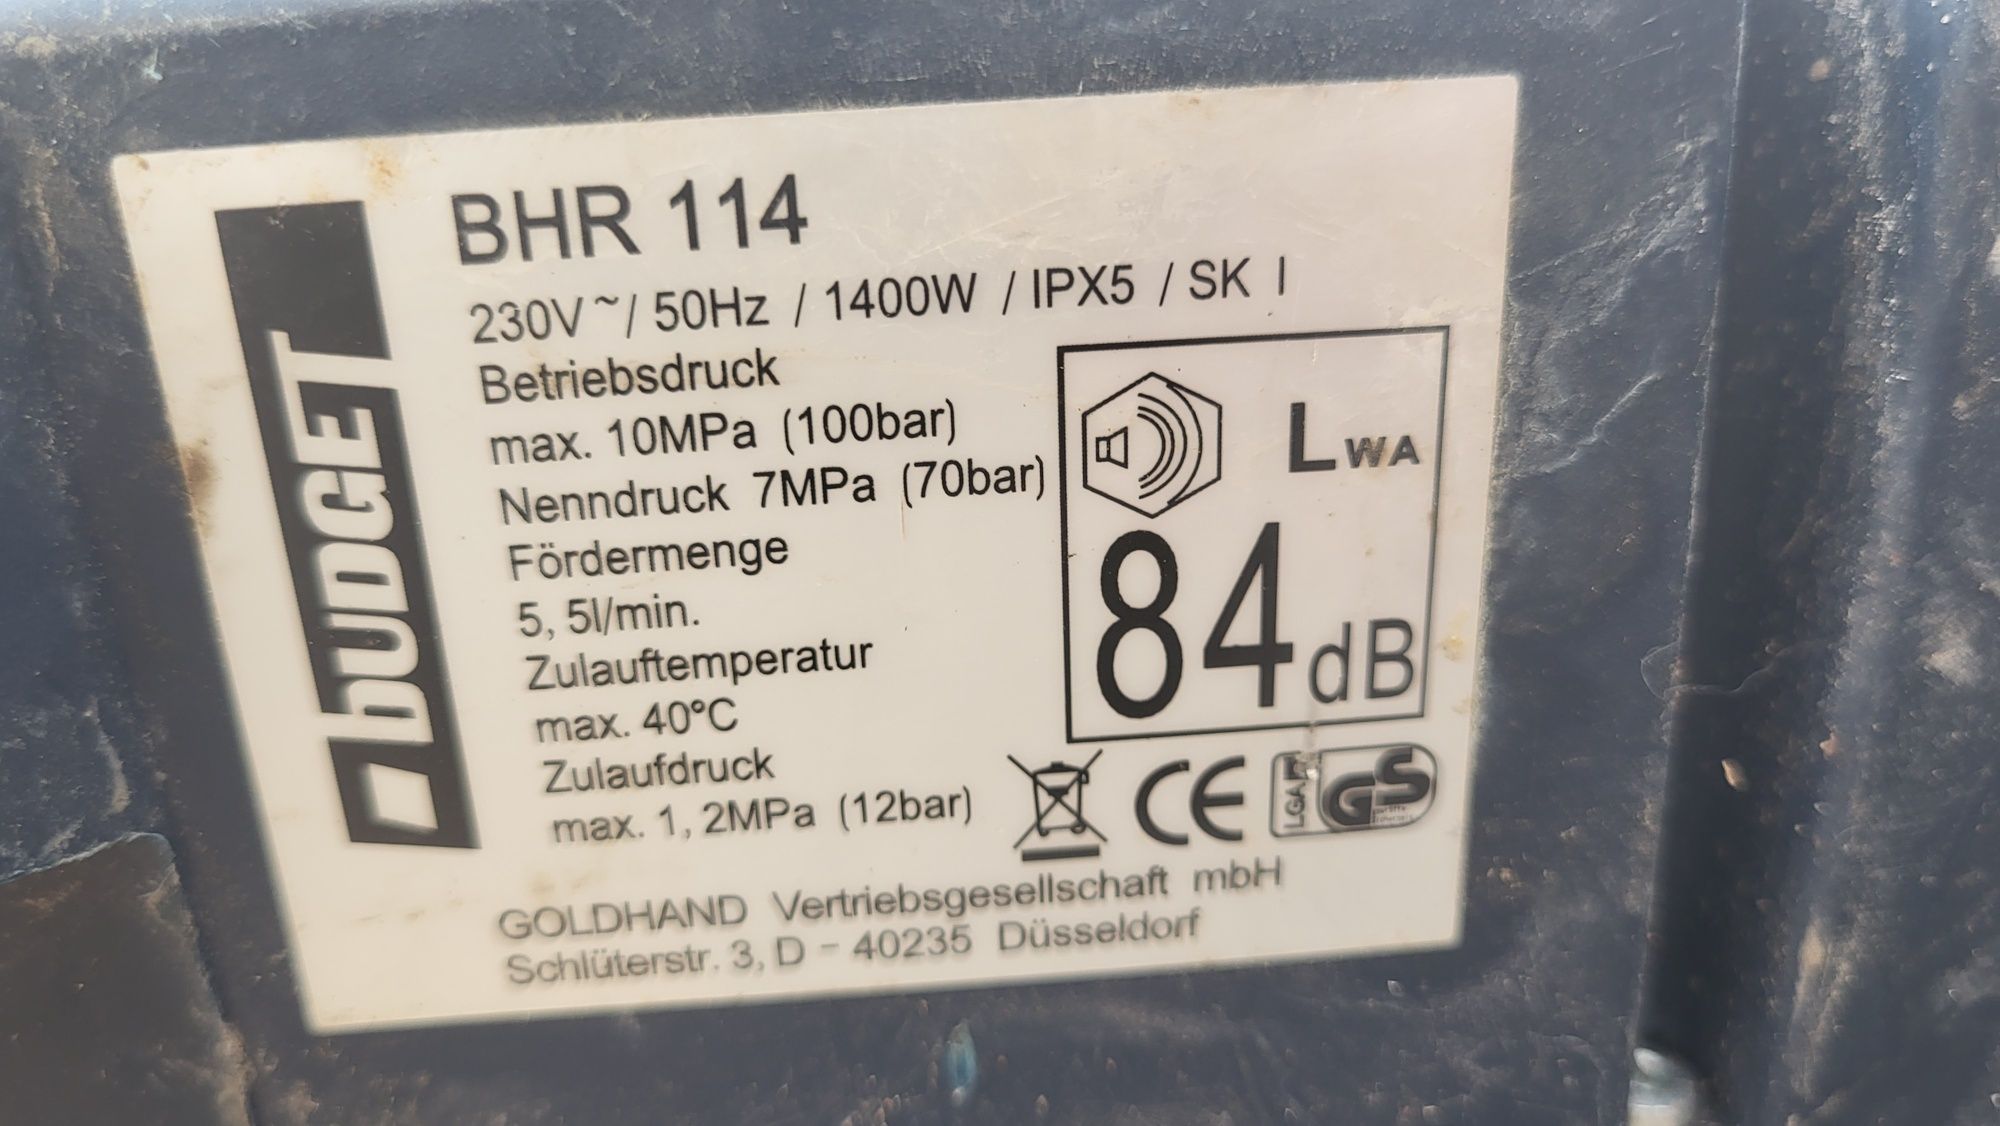 bUDGET
BHR 114
230V~/ 50Hz / 1400W / IPX5 / SK I
Betriebsdruck
max. 10MPa (100bar)
Nenndruck 7MPa (70bar)
Fördermenge
5, 5l/min.
Zulauftemperatur
max. 40°C
Zulaufdruck
max. 1, 2MPa (12bar)
LWA
84dB
CE
LGA
GS
GOLDHAND Vertriebsgesellschaft mbH
Schlüterstr. 3, D - 40235 Düsseldorf